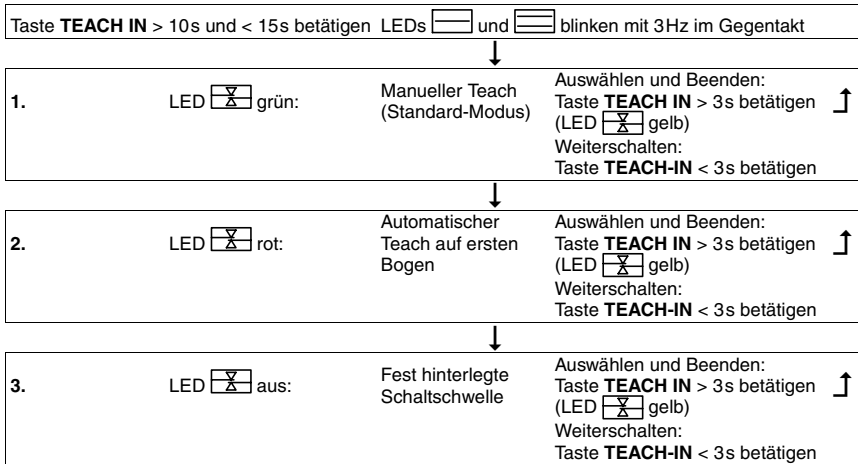 Taste TEACH IN > 10s und < 15s betätigen LEDs und blinken mit 3Hz im Gegentakt
1.
LED grün:
Manueller Teach
(Standard-Modus)
Auswählen und Beenden:
Taste TEACH IN > 3s betätigen
(LED gelb)
Weiterschalten:
Taste TEACH-IN < 3s betätigen
2.
LED rot:
Automatischer
Teach auf ersten
Bogen
Auswählen und Beenden:
Taste TEACH IN > 3s betätigen
(LED gelb)
Weiterschalten:
Taste TEACH-IN < 3s betätigen
3.
LED aus:
Fest hinterlegte
Schaltschwelle
Auswählen und Beenden:
Taste TEACH IN > 3s betätigen
(LED gelb)
Weiterschalten:
Taste TEACH-IN < 3s betätigen